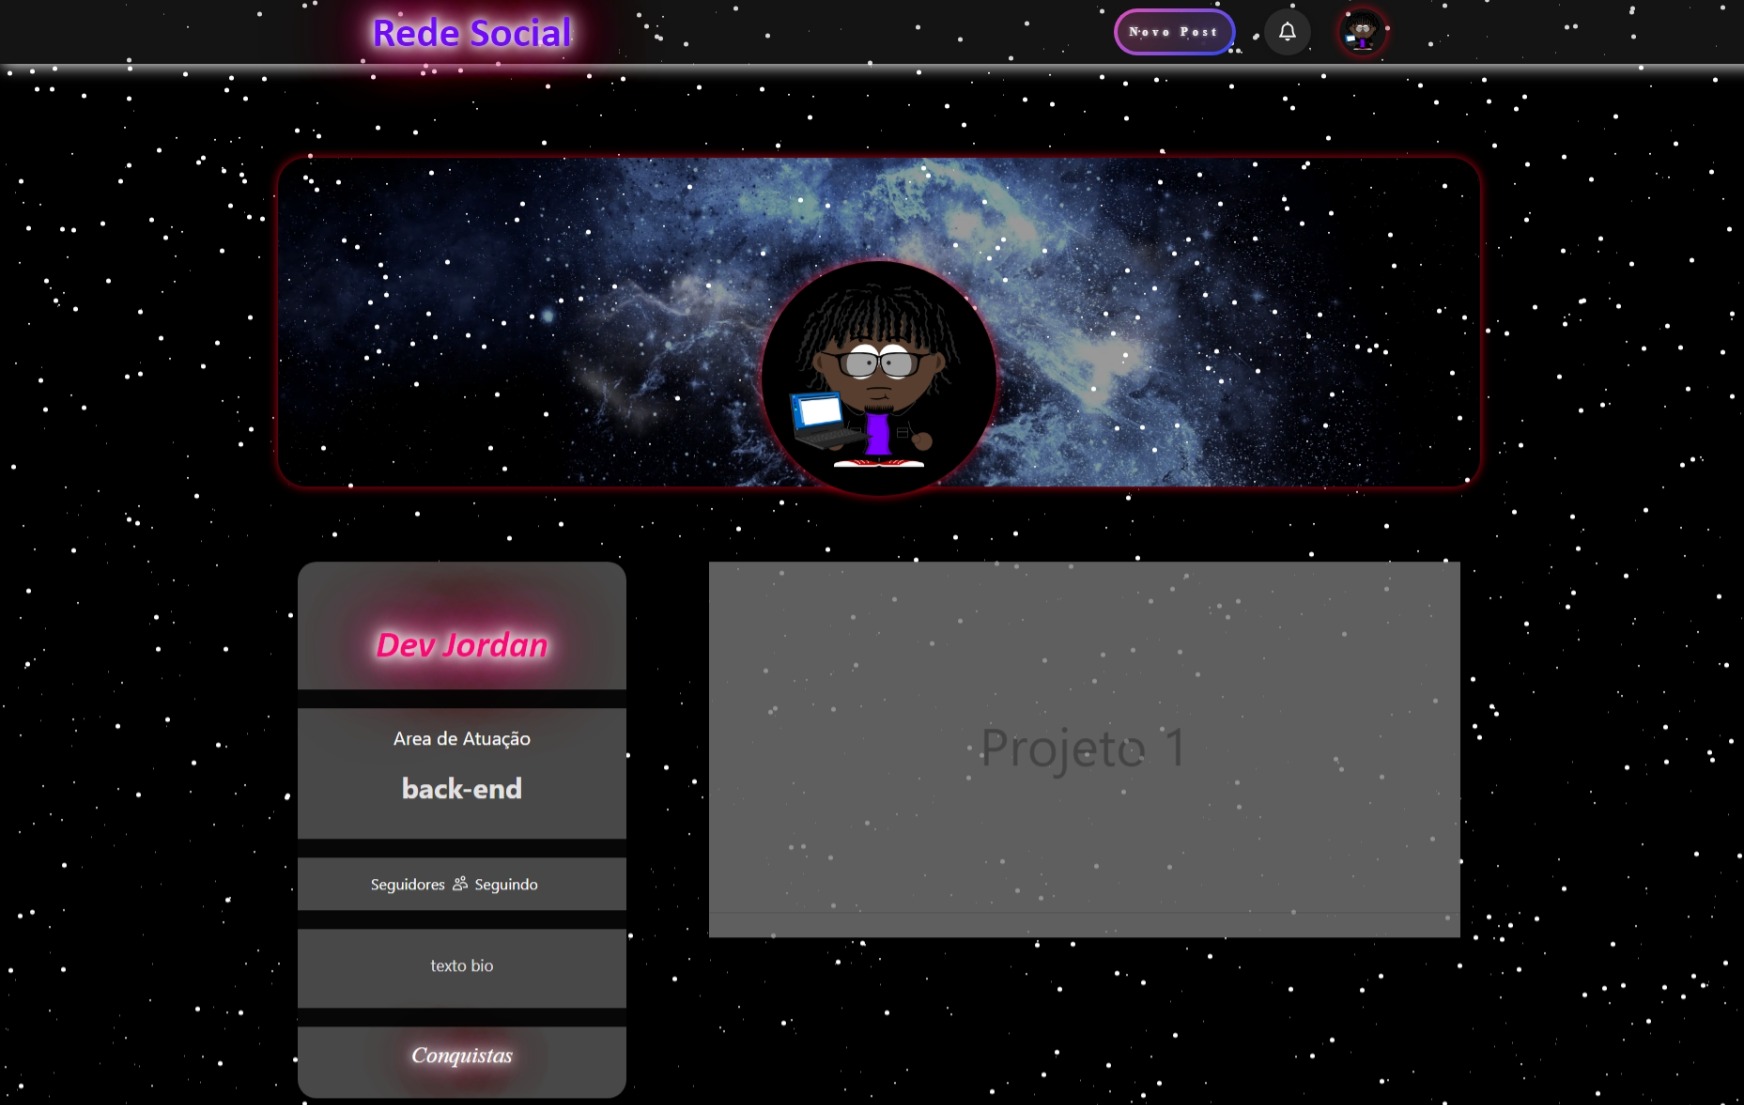 Rede Social
Novo Post
Dev Jordan
Area de Atuação
back-end
Seguidores Seguindo
texto bio
Conquistas
Projeto 1